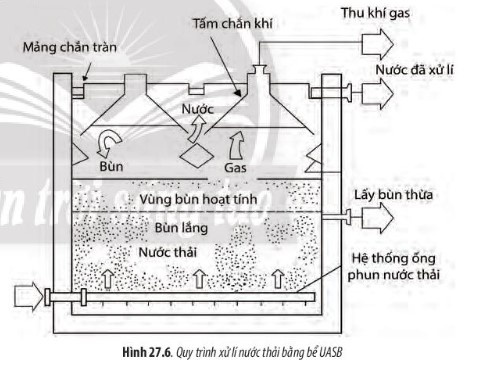 Thu khí gas
Tấm chắn khí
Mảng chắn tràn
Nước đã xử lí
Nước
Bùn
Gas
Vùng bùn hoạt tính
Lấy bùn thừa
Bùn lắng
Nước thải
Hệ thống ống
phun nước thải
Hình 27.6. Quy trình xử lí nước thải bằng bể UASB